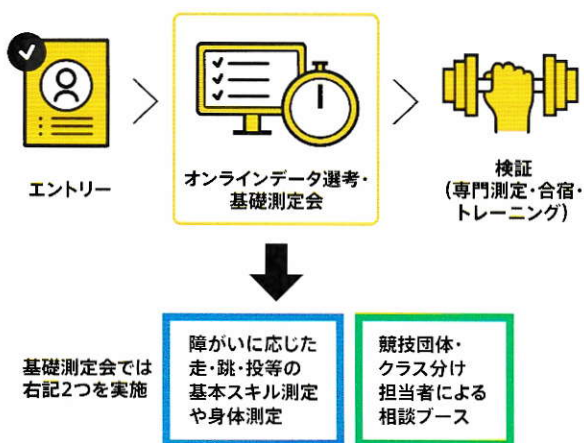 エントリー
オンラインデータ選考・
基礎測定会
検証
(専門測定・合宿・
トレーニング)
基礎測定会では
右記2つを実施
障がいに応じた
走・跳・投等の
基本スキル測定
や身体測定
競技団体・
クラス分け
担当者による
相談ブース